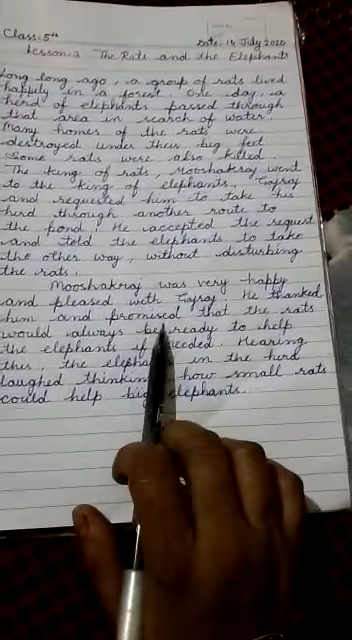 Class: 5th
Date: 14 July 2020
Lesson: 2 The Rats and the Elephants
Long long ago, a group of rats lived
happily in a forest. One day, a
herd of elephants passed through
that area in search of water.
Many homes of the rats were
destroyed under their big feet
Some rats were also killed.
The king of rats, Mooshakraj went
to the king of elephants, Gajraj
and requested him to take his
herd through another route to
the pond. He accepted the request
and told the elephants to take
the other way, without disturbing
the rats.
Mooshakraj was very happy
and pleased with Gajraj. He thanked
him and promised that the rats
would always be ready to help
the elephants if needed. Hearing
this, the in the herd
laughed thinking how small rats
could help big elephants.